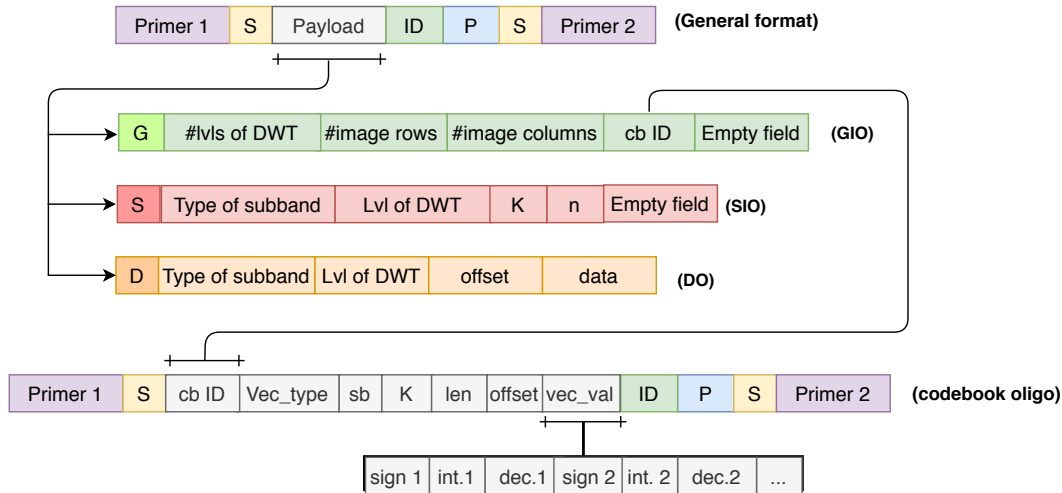 Primer 1 S Payload ID P S Primer 2 (General format)
G #lvls of DWT #image rows #image columns cb ID Empty field (GIO)
S Type of subband Lvl of DWT K n Empty field (SIO)
D Type of subband Lvl of DWT offset data (DO)
Primer 1 S cb ID Vec_type sb K len offset vec_val ID P S Primer 2 (codebook oligo)
sign 1 int.1 dec.1 sign 2 int. 2 dec.2 ...